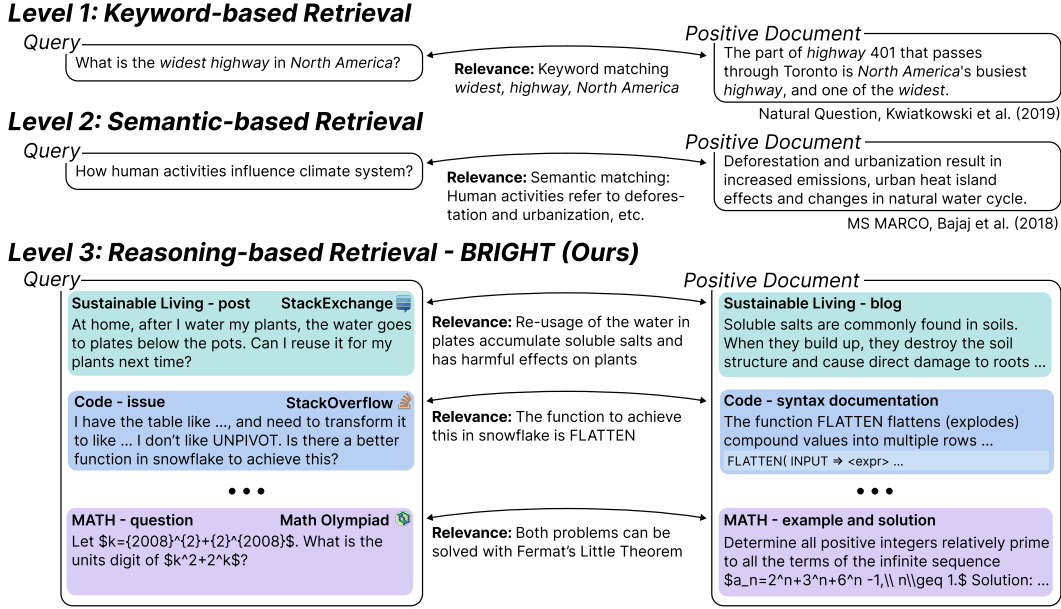 Level 1: Keyword-based Retrieval
Query
What is the widest highway in North America?
Relevance: Keyword matching
widest, highway, North America
Positive Document
The part of highway 401 that passes
through Toronto is North America's busiest
highway, and one of the widest.
Natural Question, Kwiatkowski et al. (2019)
Level 2: Semantic-based Retrieval
Query
How human activities influence climate system?
Relevance: Semantic matching:
Human activities refer to defores-
tation and urbanization, etc.
Positive Document
Deforestation and urbanization result in
increased emissions, urban heat island
effects and changes in natural water cycle.
MS MARCO, Bajaj et al. (2018)
Level 3: Reasoning-based Retrieval - BRIGHT (Ours)
Query
Positive Document
Sustainable Living - post StackExchange
At home, after I water my plants, the water goes
to plates below the pots. Can I reuse it for my
plants next time?
Relevance: Re-usage of the water in
plates accumulate soluble salts and
has harmful effects on plants
Sustainable Living - blog
Soluble salts are commonly found in soils.
When they build up, they destroy the soil
structure and cause direct damage to roots ...
Code - issue StackOverflow
I have the table like ..., and need to transform it
to like ... I don't like UNPIVOT. Is there a better
function in snowflake to achieve this?
Relevance: The function to achieve
this in snowflake is FLATTEN
Code - syntax documentation
The function FLATTEN flattens (explodes)
compound values into multiple rows ...
FLATTEN( INPUT ⇒ <expr> ...
MATH - question Math Olympiad
Let $k={2008}^{2}+{2}^{2008}$. What is the
units digit of $k^2+2^k$?
Relevance: Both problems can be
solved with Fermat's Little Theorem
MATH - example and solution
Determine all positive integers relatively prime
to all the terms of the infinite sequence
$a_n=2^n+3^n+6^n -1,\\ n\\geq 1.$ Solution: ...